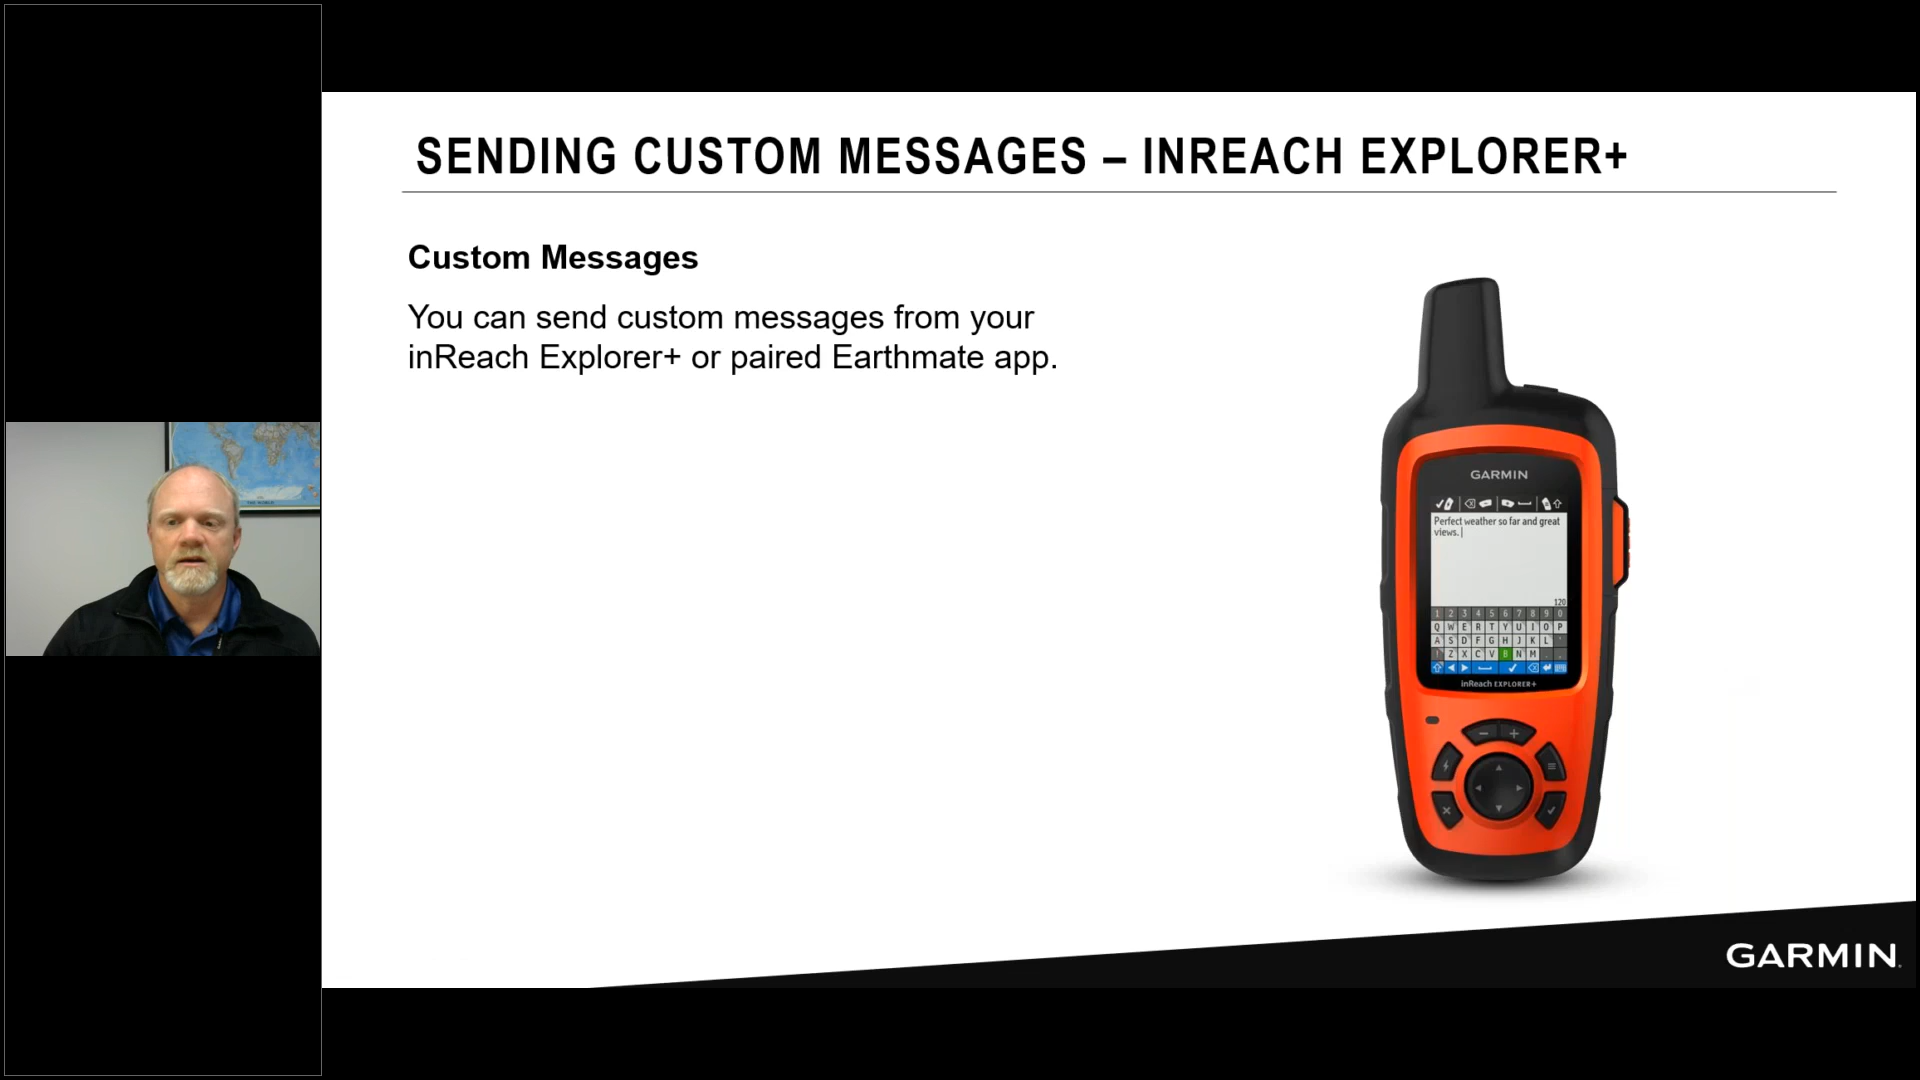 SENDING CUSTOM MESSAGES – INREACH EXPLORER+
Custom Messages
You can send custom messages from your
inReach Explorer+ or paired Earthmate app.
GARMIN
Perfect weather so far and great
views.
120
1 2 3 4 5 6 7 8 9 0
Q W E R T Y U I O P
A S D F G H J K L '
! Z X C V B N M . ,
inReach EXPLORER+
THE WORLD
GARMIN